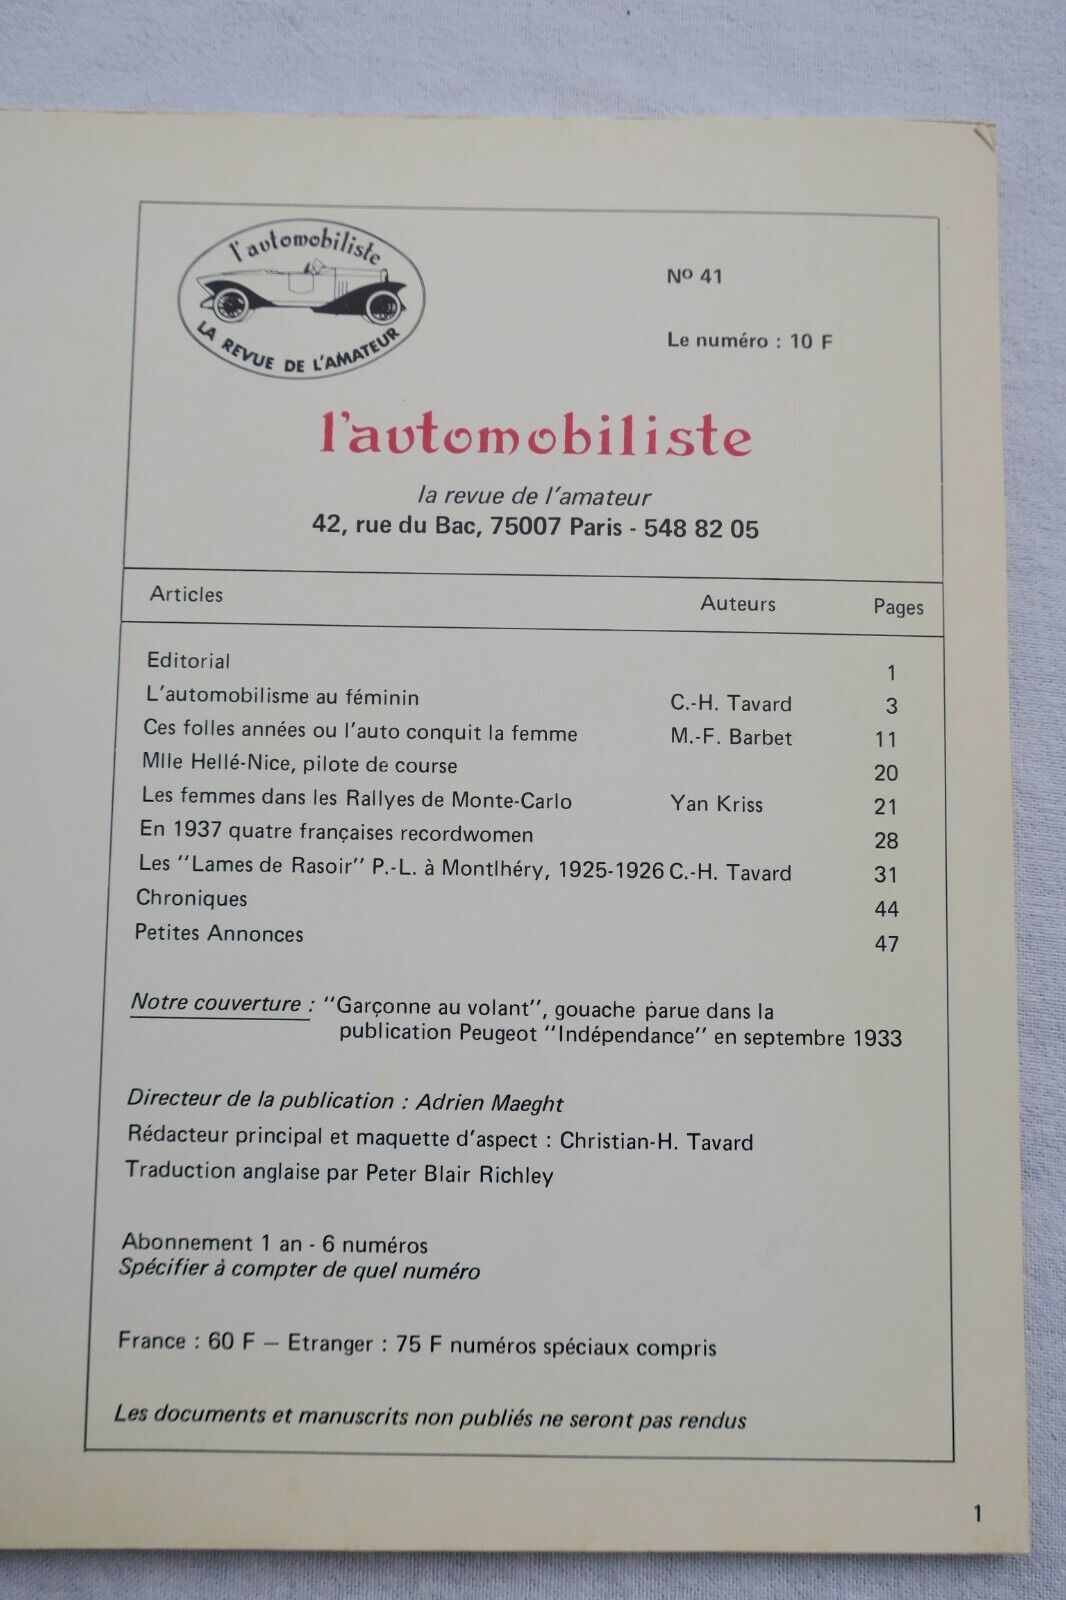 l'automobiliste
LA REVUE DE L'AMATEUR
Nº 41
Le numéro : 10 F
l'automobiliste
la revue de l'amateur
42, rue du Bac, 75007 Paris - 548 82 05
Articles Auteurs Pages
Editorial 1
L'automobilisme au féminin C.-H. Tavard 3
Ces folles années ou l'auto conquit la femme M.-F. Barbet 11
Mlle Hellé-Nice, pilote de course 20
Les femmes dans les Rallyes de Monte-Carlo Yan Kriss 21
En 1937 quatre françaises recordwomen 28
Les "Lames de Rasoir" P.-L. à Montlhéry, 1925-1926 C.-H. Tavard 31
Chroniques 44
Petites Annonces 47
Notre couverture : "Garçonne au volant", gouache parue dans la
publication Peugeot "Indépendance" en septembre 1933
Directeur de la publication : Adrien Maeght
Rédacteur principal et maquette d'aspect : Christian-H. Tavard
Traduction anglaise par Peter Blair Richley
Abonnement 1 an - 6 numéros
Spécifier à compter de quel numéro
France : 60 F — Etranger : 75 F numéros spéciaux compris
Les documents et manuscrits non publiés ne seront pas rendus
1